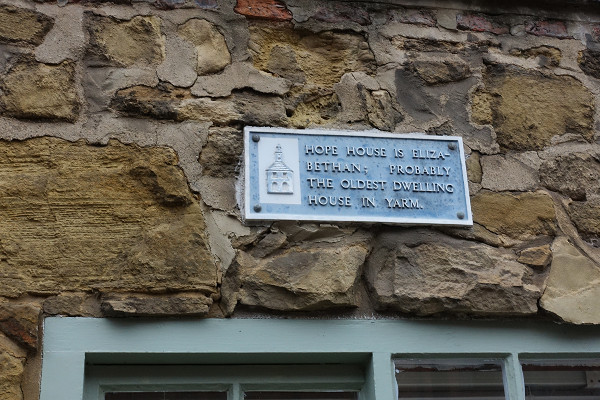 HOPE HOUSE IS ELIZA-
BETHAN; PROBABLY
THE OLDEST DWELLING
HOUSE IN YARM.